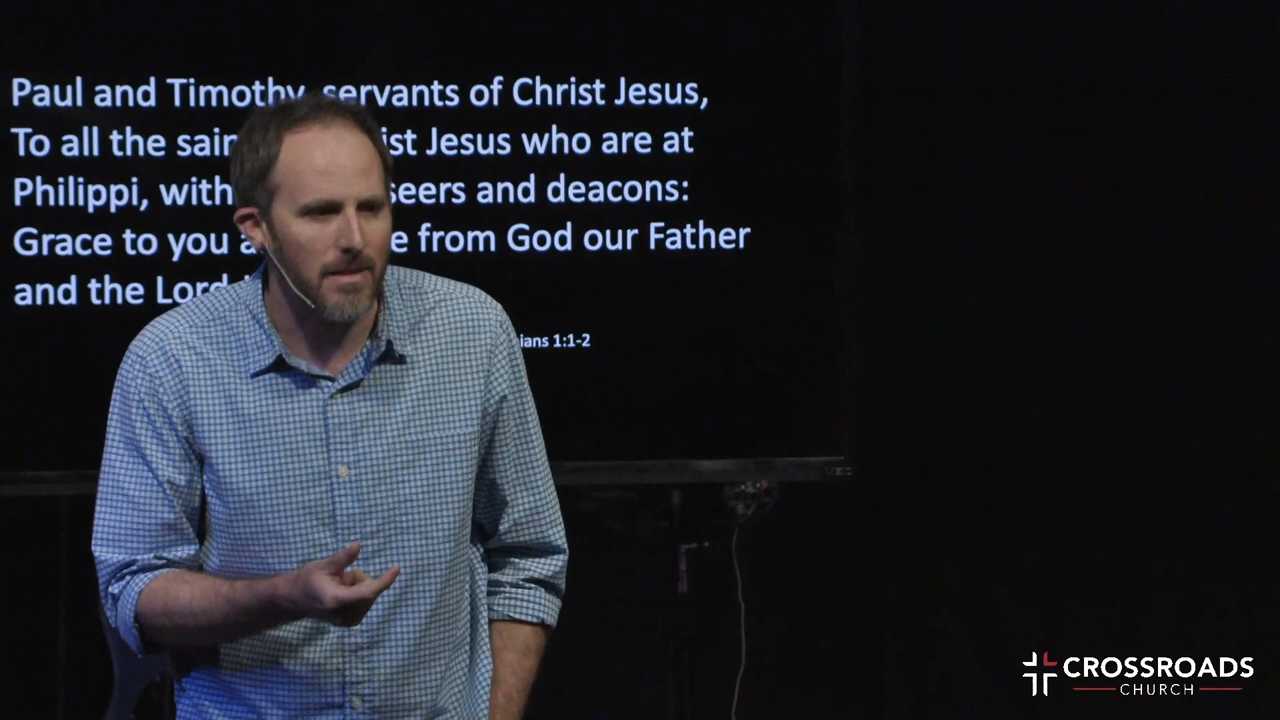 Paul and Timothy, servants of Christ Jesus,
To all the sain ist Jesus who are at
Philippi, with seers and deacons:
Grace to you a e from God our Father
and the Lord
ians 1:1-2
VIZIO
CROSSROADS
CHURCH